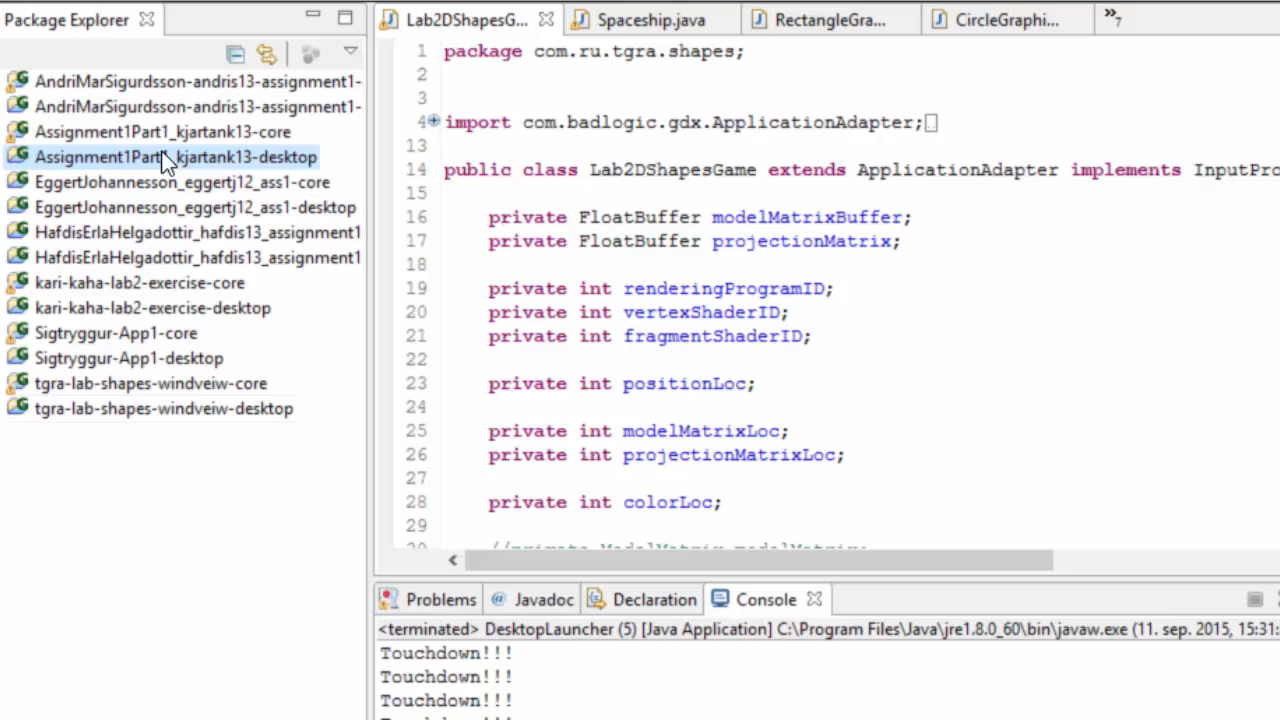 Package Explorer
AndriMarSigurdsson-andris13-assignment1-
AndriMarSigurdsson-andris13-assignment1-
Assignment1Part1_kjartank13-core
Assignment1Part1_kjartank13-desktop
EggertJohannesson_eggertj12_ass1-core
EggertJohannesson_eggertj12_ass1-desktop
HafdisErlaHelgadottir_hafdis13_assignment1
HafdisErlaHelgadottir_hafdis13_assignment1
kari-kaha-lab2-exercise-core
kari-kaha-lab2-exercise-desktop
Sigtryggur-App1-core
Sigtryggur-App1-desktop
tgra-lab-shapes-windveiw-core
tgra-lab-shapes-windveiw-desktop
Lab2DShapesG... Spaceship.java RectangleGra... CircleGraphi... »7
1 package com.ru.tgra.shapes;
2
3
4 import com.badlogic.gdx.ApplicationAdapter;
13
14 public class Lab2DShapesGame extends ApplicationAdapter implements InputPro
15
16 private FloatBuffer modelMatrixBuffer;
17 private FloatBuffer projectionMatrix;
18
19 private int renderingProgramID;
20 private int vertexShaderID;
21 private int fragmentShaderID;
22
23 private int positionLoc;
24
25 private int modelMatrixLoc;
26 private int projectionMatrixLoc;
27
28 private int colorLoc;
29
30 //private ModelMatrix modelMatrix;
Problems Javadoc Declaration Console
<terminated> DesktopLauncher (5) [Java Application] C:\Program Files\Java\jre1.8.0_60\bin\javaw.exe (11. sep. 2015, 15:31:
Touchdown!!!
Touchdown!!!
Touchdown!!!